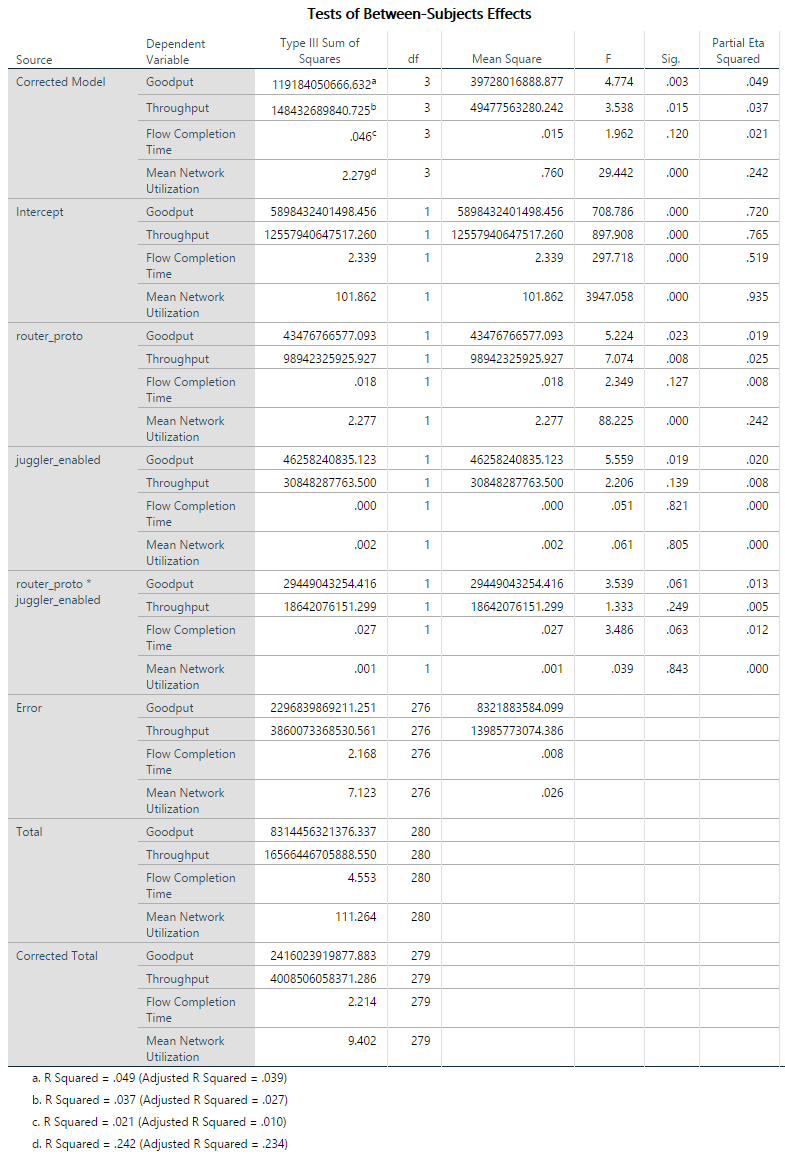 Tests of Between-Subjects Effects
Source Dependent Variable Type III Sum of Squares df Mean Square F Sig. Partial Eta Squared
Corrected Model Goodput 119184050666.632a 3 39728016888.877 4.774 .003 .049
Throughput 148432689840.725b 3 49477563280.242 3.538 .015 .037
Flow Completion Time .046c 3 .015 1.962 .120 .021
Mean Network Utilization 2.279d 3 .760 29.442 .000 .242
Intercept Goodput 5898432401498.456 1 5898432401498.456 708.786 .000 .720
Throughput 12557940647517.260 1 12557940647517.260 897.908 .000 .765
Flow Completion Time 2.339 1 2.339 297.718 .000 .519
Mean Network Utilization 101.862 1 101.862 3947.058 .000 .935
router_proto Goodput 43476766577.093 1 43476766577.093 5.224 .023 .019
Throughput 98942325925.927 1 98942325925.927 7.074 .008 .025
Flow Completion Time .018 1 .018 2.349 .127 .008
Mean Network Utilization 2.277 1 2.277 88.225 .000 .242
juggler_enabled Goodput 46258240835.123 1 46258240835.123 5.559 .019 .020
Throughput 30848287763.500 1 30848287763.500 2.206 .139 .008
Flow Completion Time .000 1 .000 .051 .821 .000
Mean Network Utilization .002 1 .002 .061 .805 .000
router_proto * juggler_enabled Goodput 29449043254.416 1 29449043254.416 3.539 .061 .013
Throughput 18642076151.299 1 18642076151.299 1.333 .249 .005
Flow Completion Time .027 1 .027 3.486 .063 .012
Mean Network Utilization .001 1 .001 .039 .843 .000
Error Goodput 2296839869211.251 276 8321883584.099
Throughput 3860073368530.561 276 13985773074.386
Flow Completion Time 2.168 276 .008
Mean Network Utilization 7.123 276 .026
Total Goodput 8314456321376.337 280
Throughput 16566446705888.550 280
Flow Completion Time 4.553 280
Mean Network Utilization 111.264 280
Corrected Total Goodput 2416023919877.883 279
Throughput 4008506058371.286 279
Flow Completion Time 2.214 279
Mean Network Utilization 9.402 279
a. R Squared = .049 (Adjusted R Squared = .039)
b. R Squared = .037 (Adjusted R Squared = .027)
c. R Squared = .021 (Adjusted R Squared = .010)
d. R Squared = .242 (Adjusted R Squared = .234)